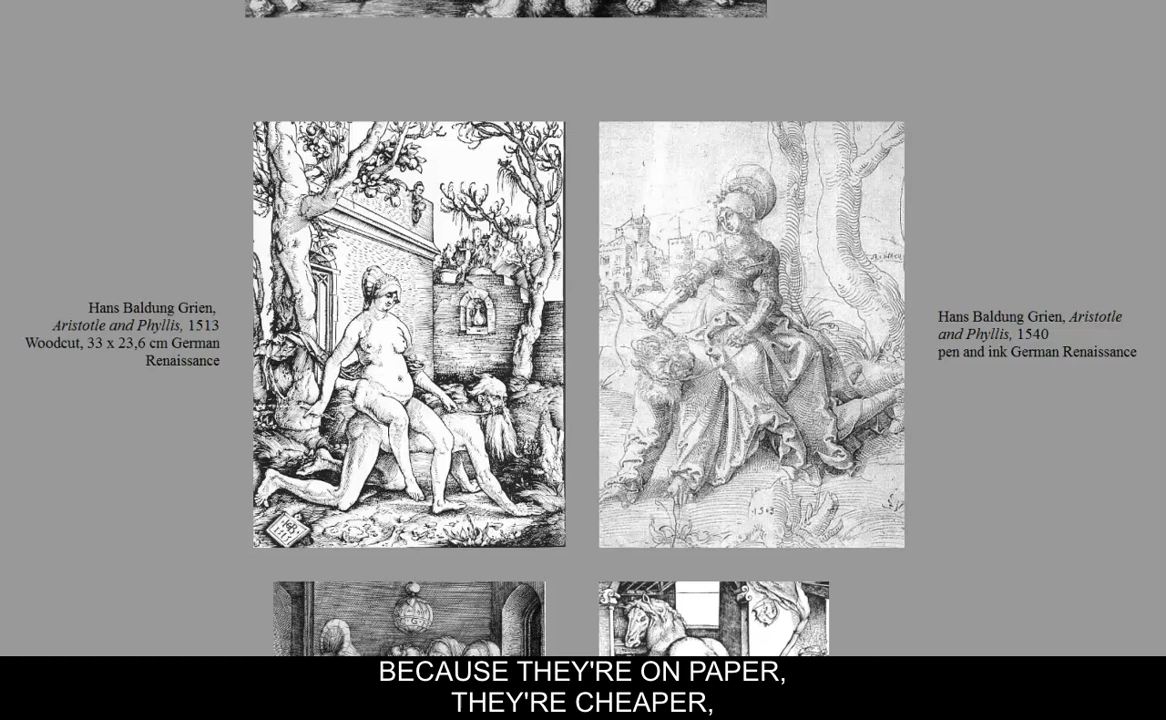 Hans Baldung Grien,
Aristotle and Phyllis, 1513
Woodcut, 33 x 23,6 cm German
Renaissance
Hans Baldung Grien, Aristotle
and Phyllis, 1540
pen and ink German Renaissance
1503
BECAUSE THEY'RE ON PAPER,
THEY'RE CHEAPER,